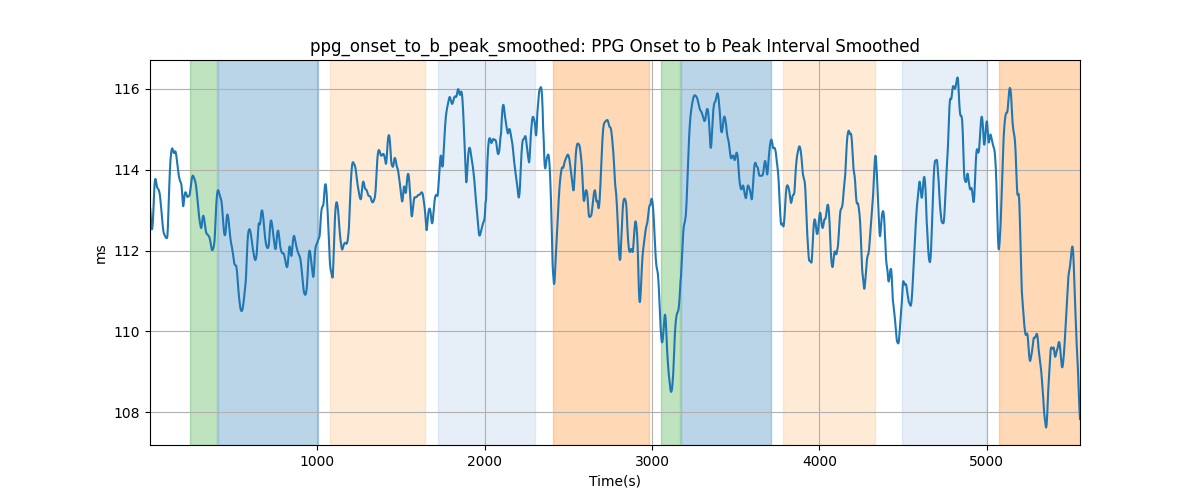 ppg_onset_to_b_peak_smoothed: PPG Onset to b Peak Interval Smoothed
116
114
112
110
108
ms
1000 2000 3000 4000 5000
Time(s)